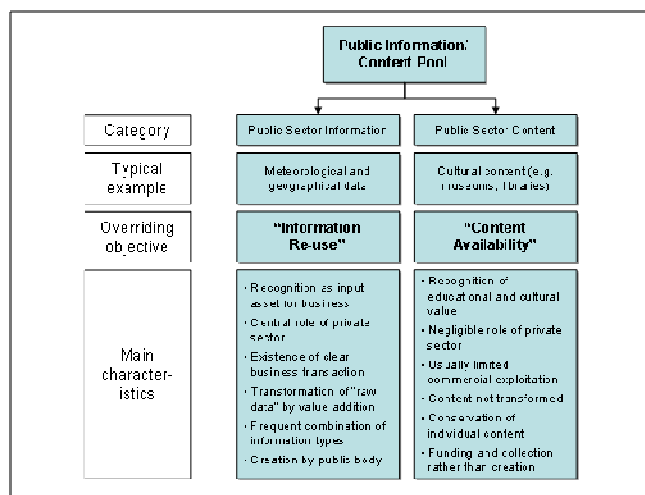 Public Information/
Content Pool
Category
Public Sector Information
Public Sector Content
Typical
example
Meteorological and
geographical data
Cultural content (e.g.
museums, libraries)
Overriding
objective
"Information
Re-use"
"Content
Availability"
Main
character-
istics
· Recognition as input
asset for business
· Central role of private
sector
· Existence of clear
business transaction
· Transformation of "raw
data" by value addition
· Frequent combination of
information types
· Creation by public body
· Recognition of
educational and cultural
value
· Negligible role of private
sector
· Usually limited
commercial exploitation
· Content not transformed
· Conservation of
individual content
· Funding and collection
rather than creation